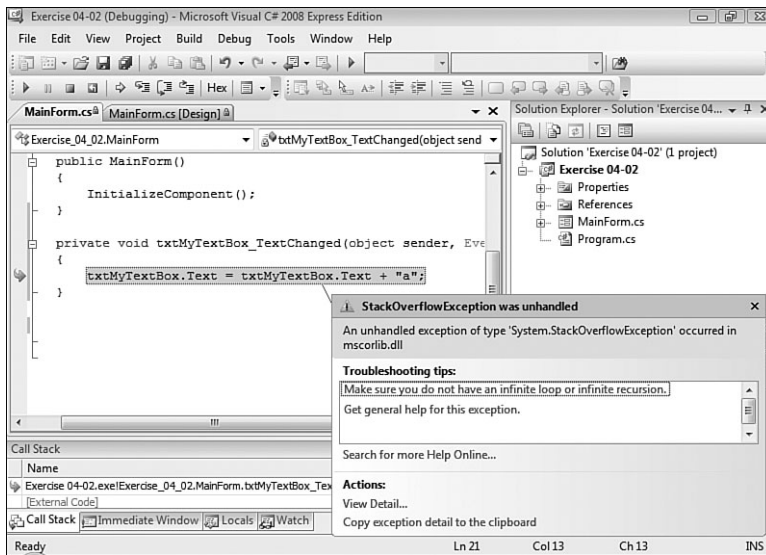 Exercise 04-02 (Debugging) - Microsoft Visual C# 2008 Express Edition
File Edit View Project Build Debug Tools Window Help
Hex
MainForm.cs MainForm.cs [Design]
Exercise_04_02.MainForm
txtMyTextBox_TextChanged(object send
public MainForm()
{
InitializeComponent();
}
private void txtMyTextBox_TextChanged(object sender, Eve
{
txtMyTextBox.Text = txtMyTextBox.Text + "a";
}
Solution Explorer - Solution 'Exercise 04...
Solution 'Exercise 04-02' (1 project)
Exercise 04-02
Properties
References
MainForm.cs
Program.cs
StackOverflowException was unhandled
An unhandled exception of type 'System.StackOverflowException' occurred in
mscorlib.dll
Troubleshooting tips:
Make sure you do not have an infinite loop or infinite recursion.
Get general help for this exception.
Search for more Help Online...
Actions:
View Detail...
Copy exception detail to the clipboard
Call Stack
Name
Exercise 04-02.exe!Exercise_04_02.MainForm.txtMyTextBox_Tex
[External Code]
Call Stack Immediate Window Locals Watch
Ready Ln 21 Col 13 Ch 13 INS